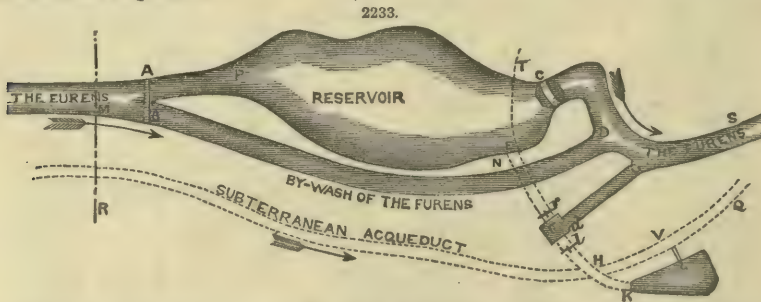 2233.
A
T
C
THE FURENS
M
B
P
RESERVOIR
E
D
S
THE FURENS
N
BY-WASH OF THE FURENS
R
SUBTERRANEAN ACQUEDUCT
H
V
Q
K